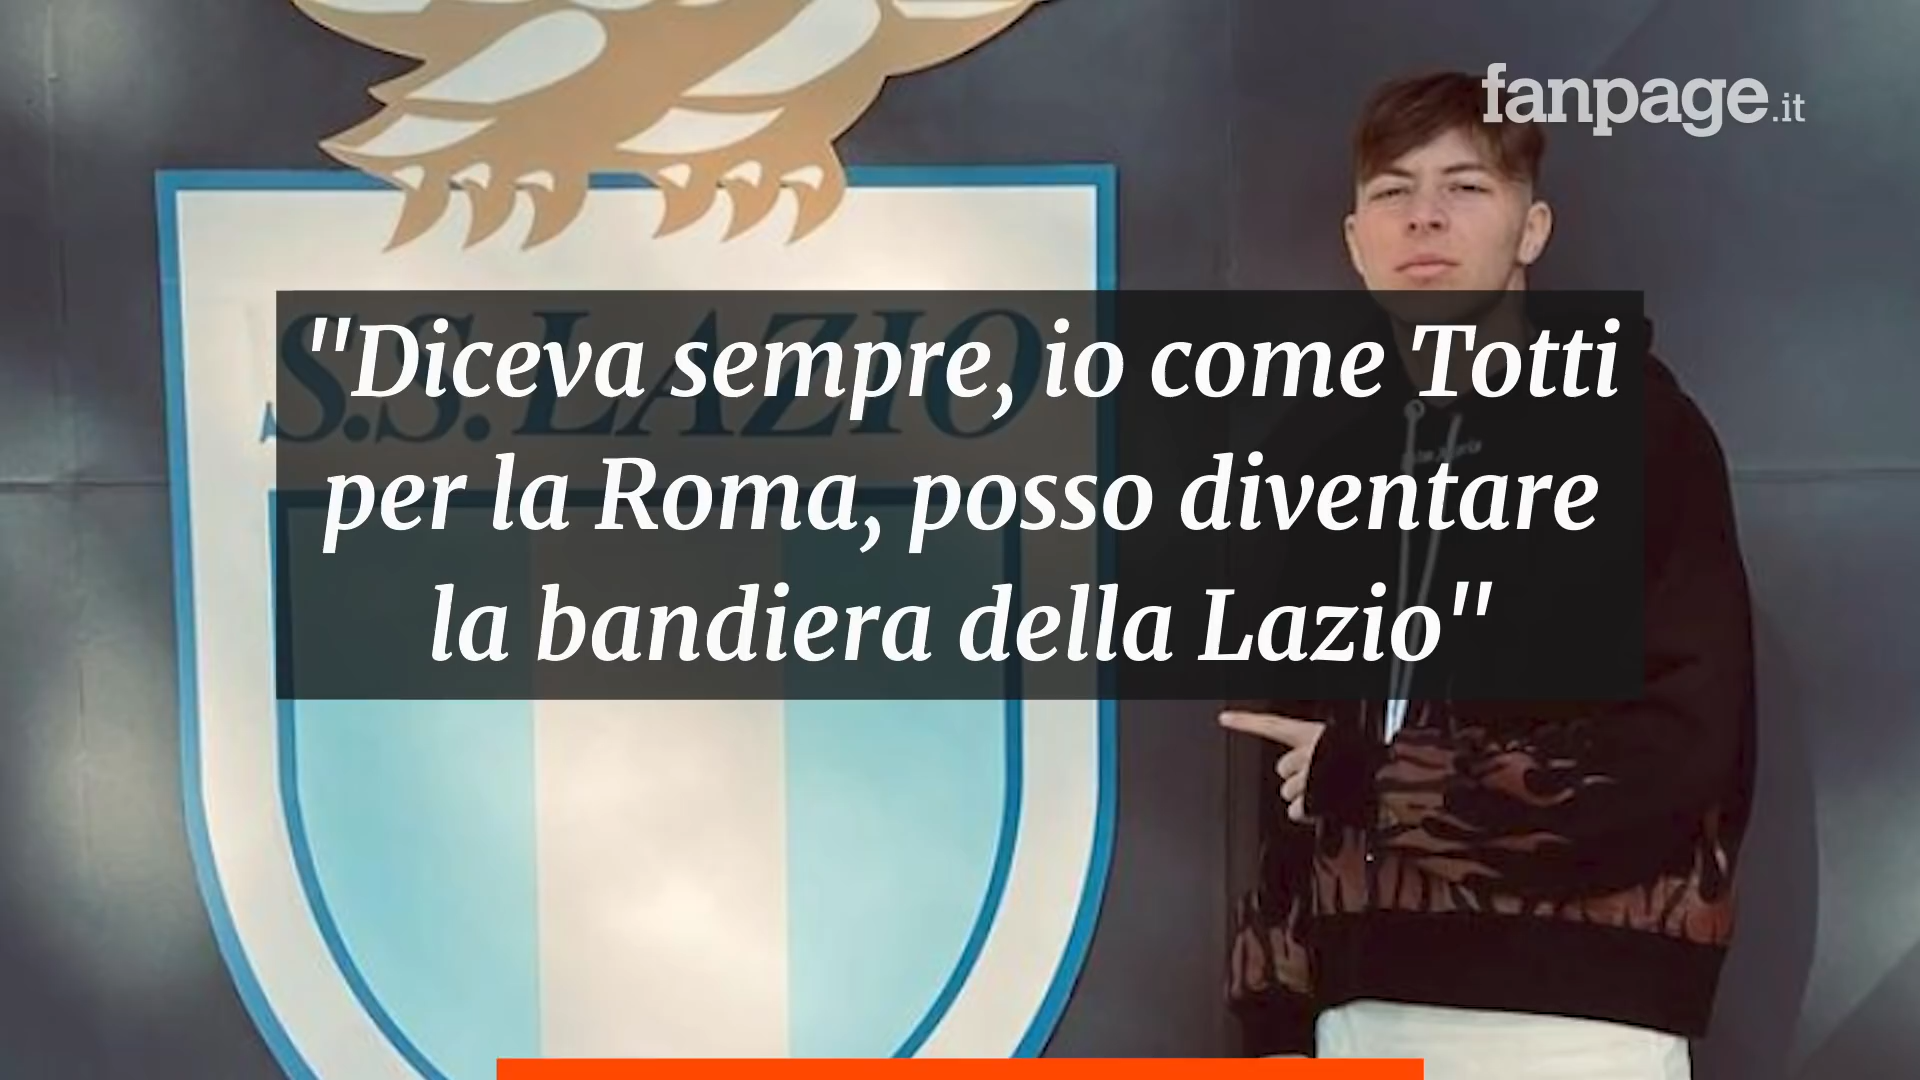 fanpage.it
S.S. LAZIO
"Diceva sempre, io come Totti
per la Roma, posso diventare
la bandiera della Lazio"